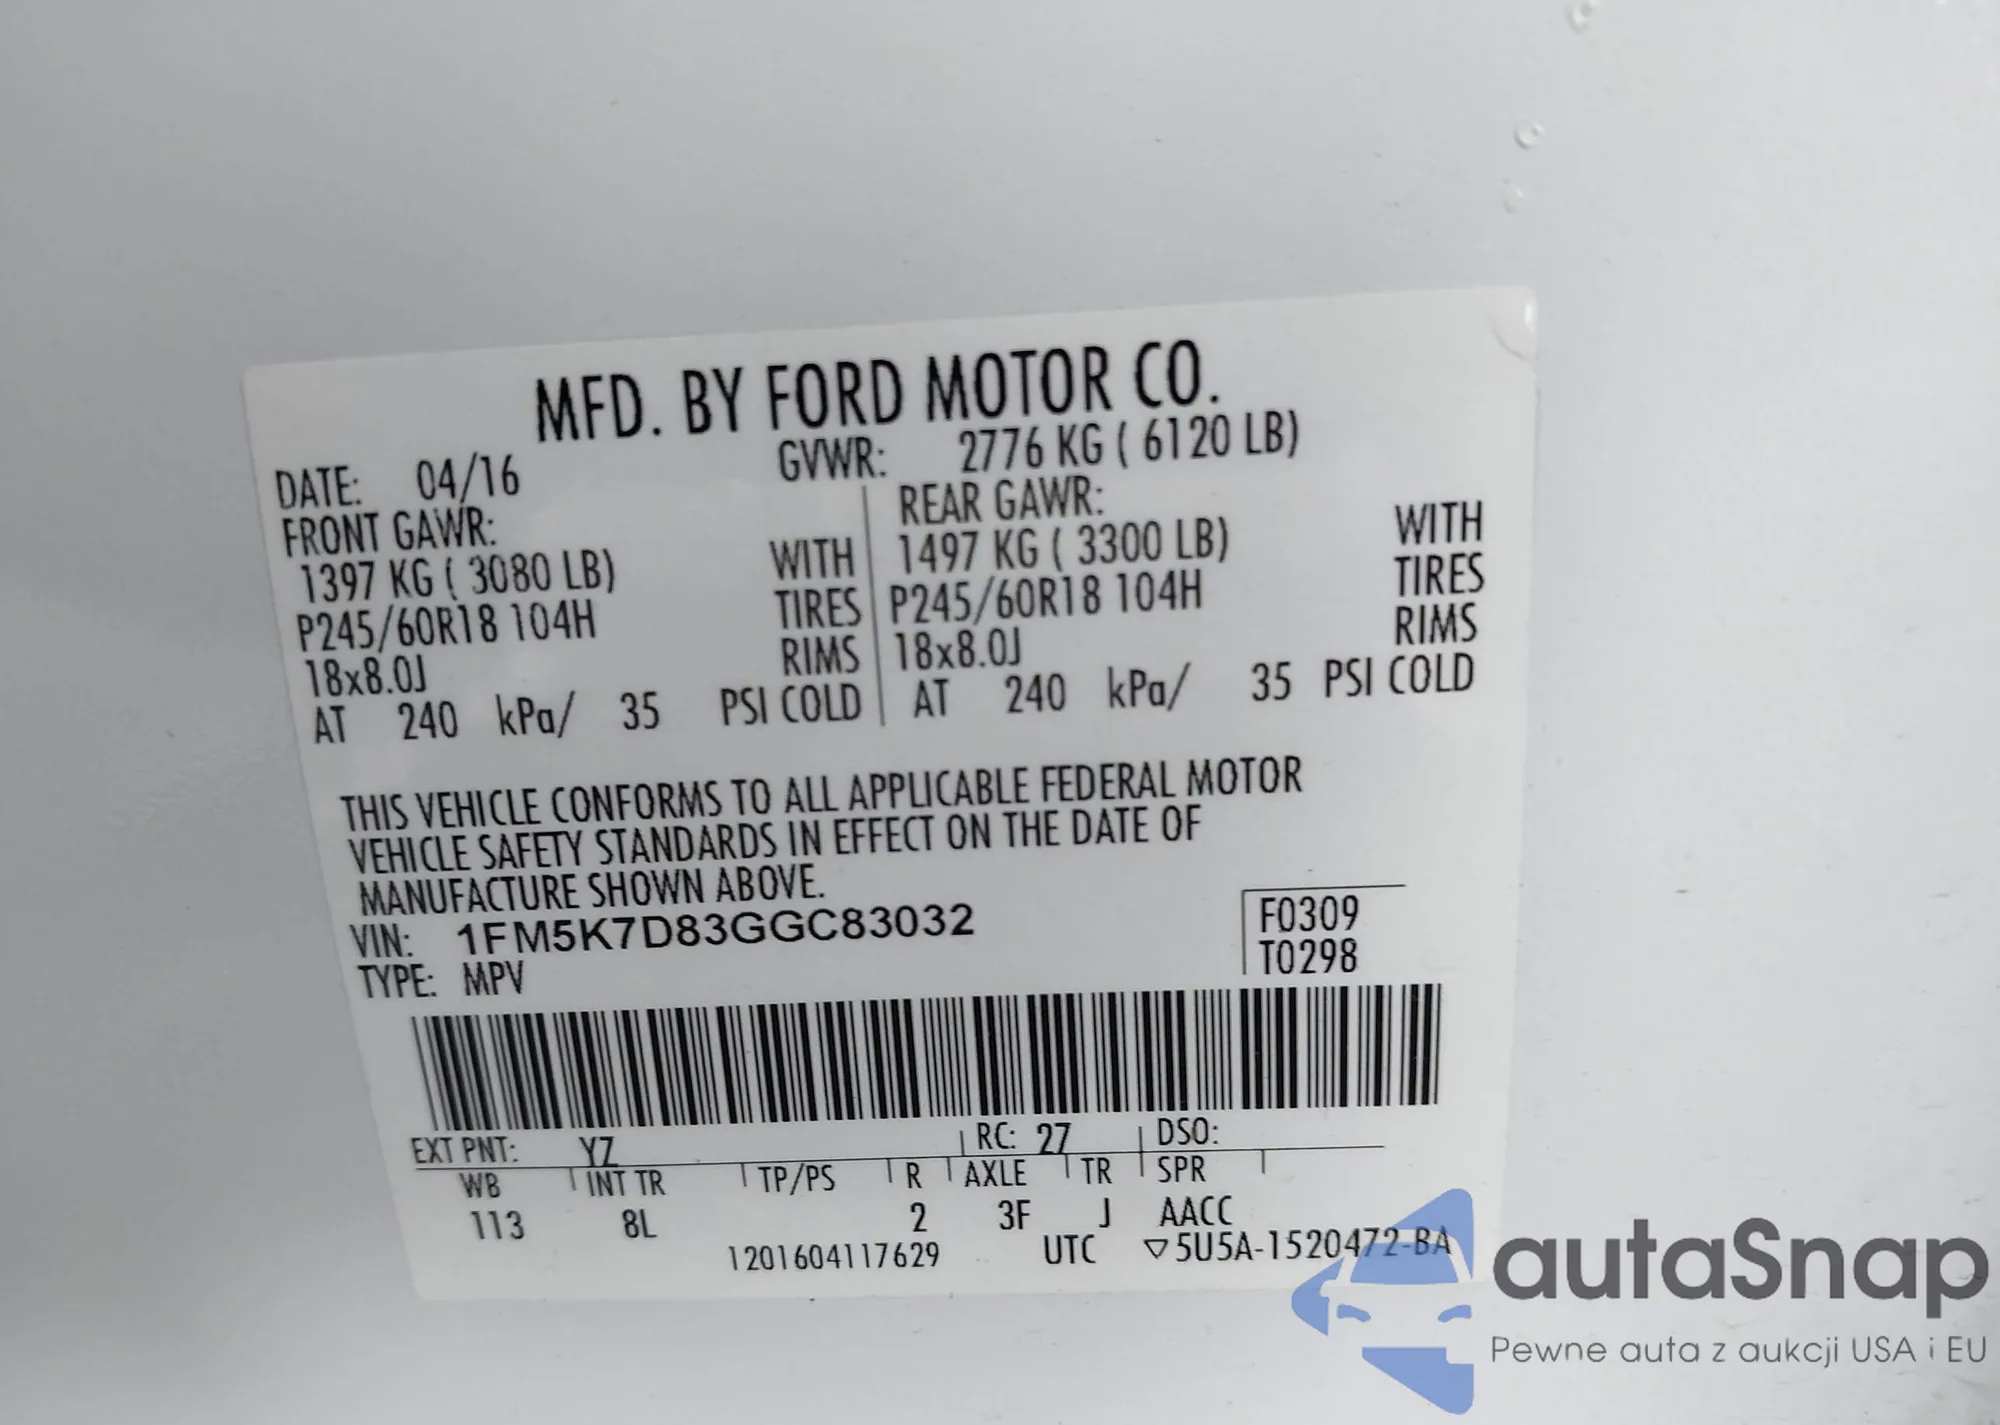 MFD. BY FORD MOTOR CO.
DATE: 04/16 GVWR: 2776 KG ( 6120 LB)
FRONT GAWR: REAR GAWR:
1397 KG ( 3080 LB) WITH 1497 KG ( 3300 LB) WITH
P245/60R18 104H TIRES P245/60R18 104H TIRES
18x8.0J RIMS 18x8.0J RIMS
AT 240 kPa/ 35 PSI COLD AT 240 kPa/ 35 PSI COLD
THIS VEHICLE CONFORMS TO ALL APPLICABLE FEDERAL MOTOR
VEHICLE SAFETY STANDARDS IN EFFECT ON THE DATE OF
MANUFACTURE SHOWN ABOVE.
VIN: 1FM5K7D83GGC83032 F0309
TYPE: MPV T0298
EXT PNT: YZ RC: 27 DSO:
WB INT TR TP/PS R AXLE TR SPR
113 8L 2 3F J AACC
1201604117629 UTC ▽5U5A-1520472-BA
autaSnap
Pewne auta z aukcji USA i EU